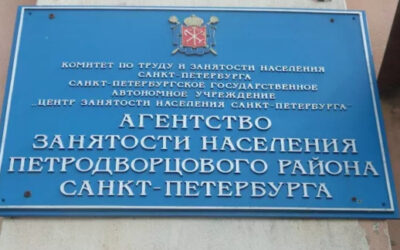 КОМИТЕТ ПО ТРУДУ И ЗАНЯТОСТИ НАСЕЛЕНИЯ
САНКТ-ПЕТЕРБУРГА
САНКТ-ПЕТЕРБУРГСКОЕ ГОСУДАРСТВЕННОЕ
АВТОНОМНОЕ УЧРЕЖДЕНИЕ
"ЦЕНТР ЗАНЯТОСТИ НАСЕЛЕНИЯ САНКТ-ПЕТЕРБУРГА"
АГЕНТСТВО
ЗАНЯТОСТИ НАСЕЛЕНИЯ
ПЕТРОДВОРЦОВОГО РАЙОНА
САНКТ-ПЕТЕРБУРГА